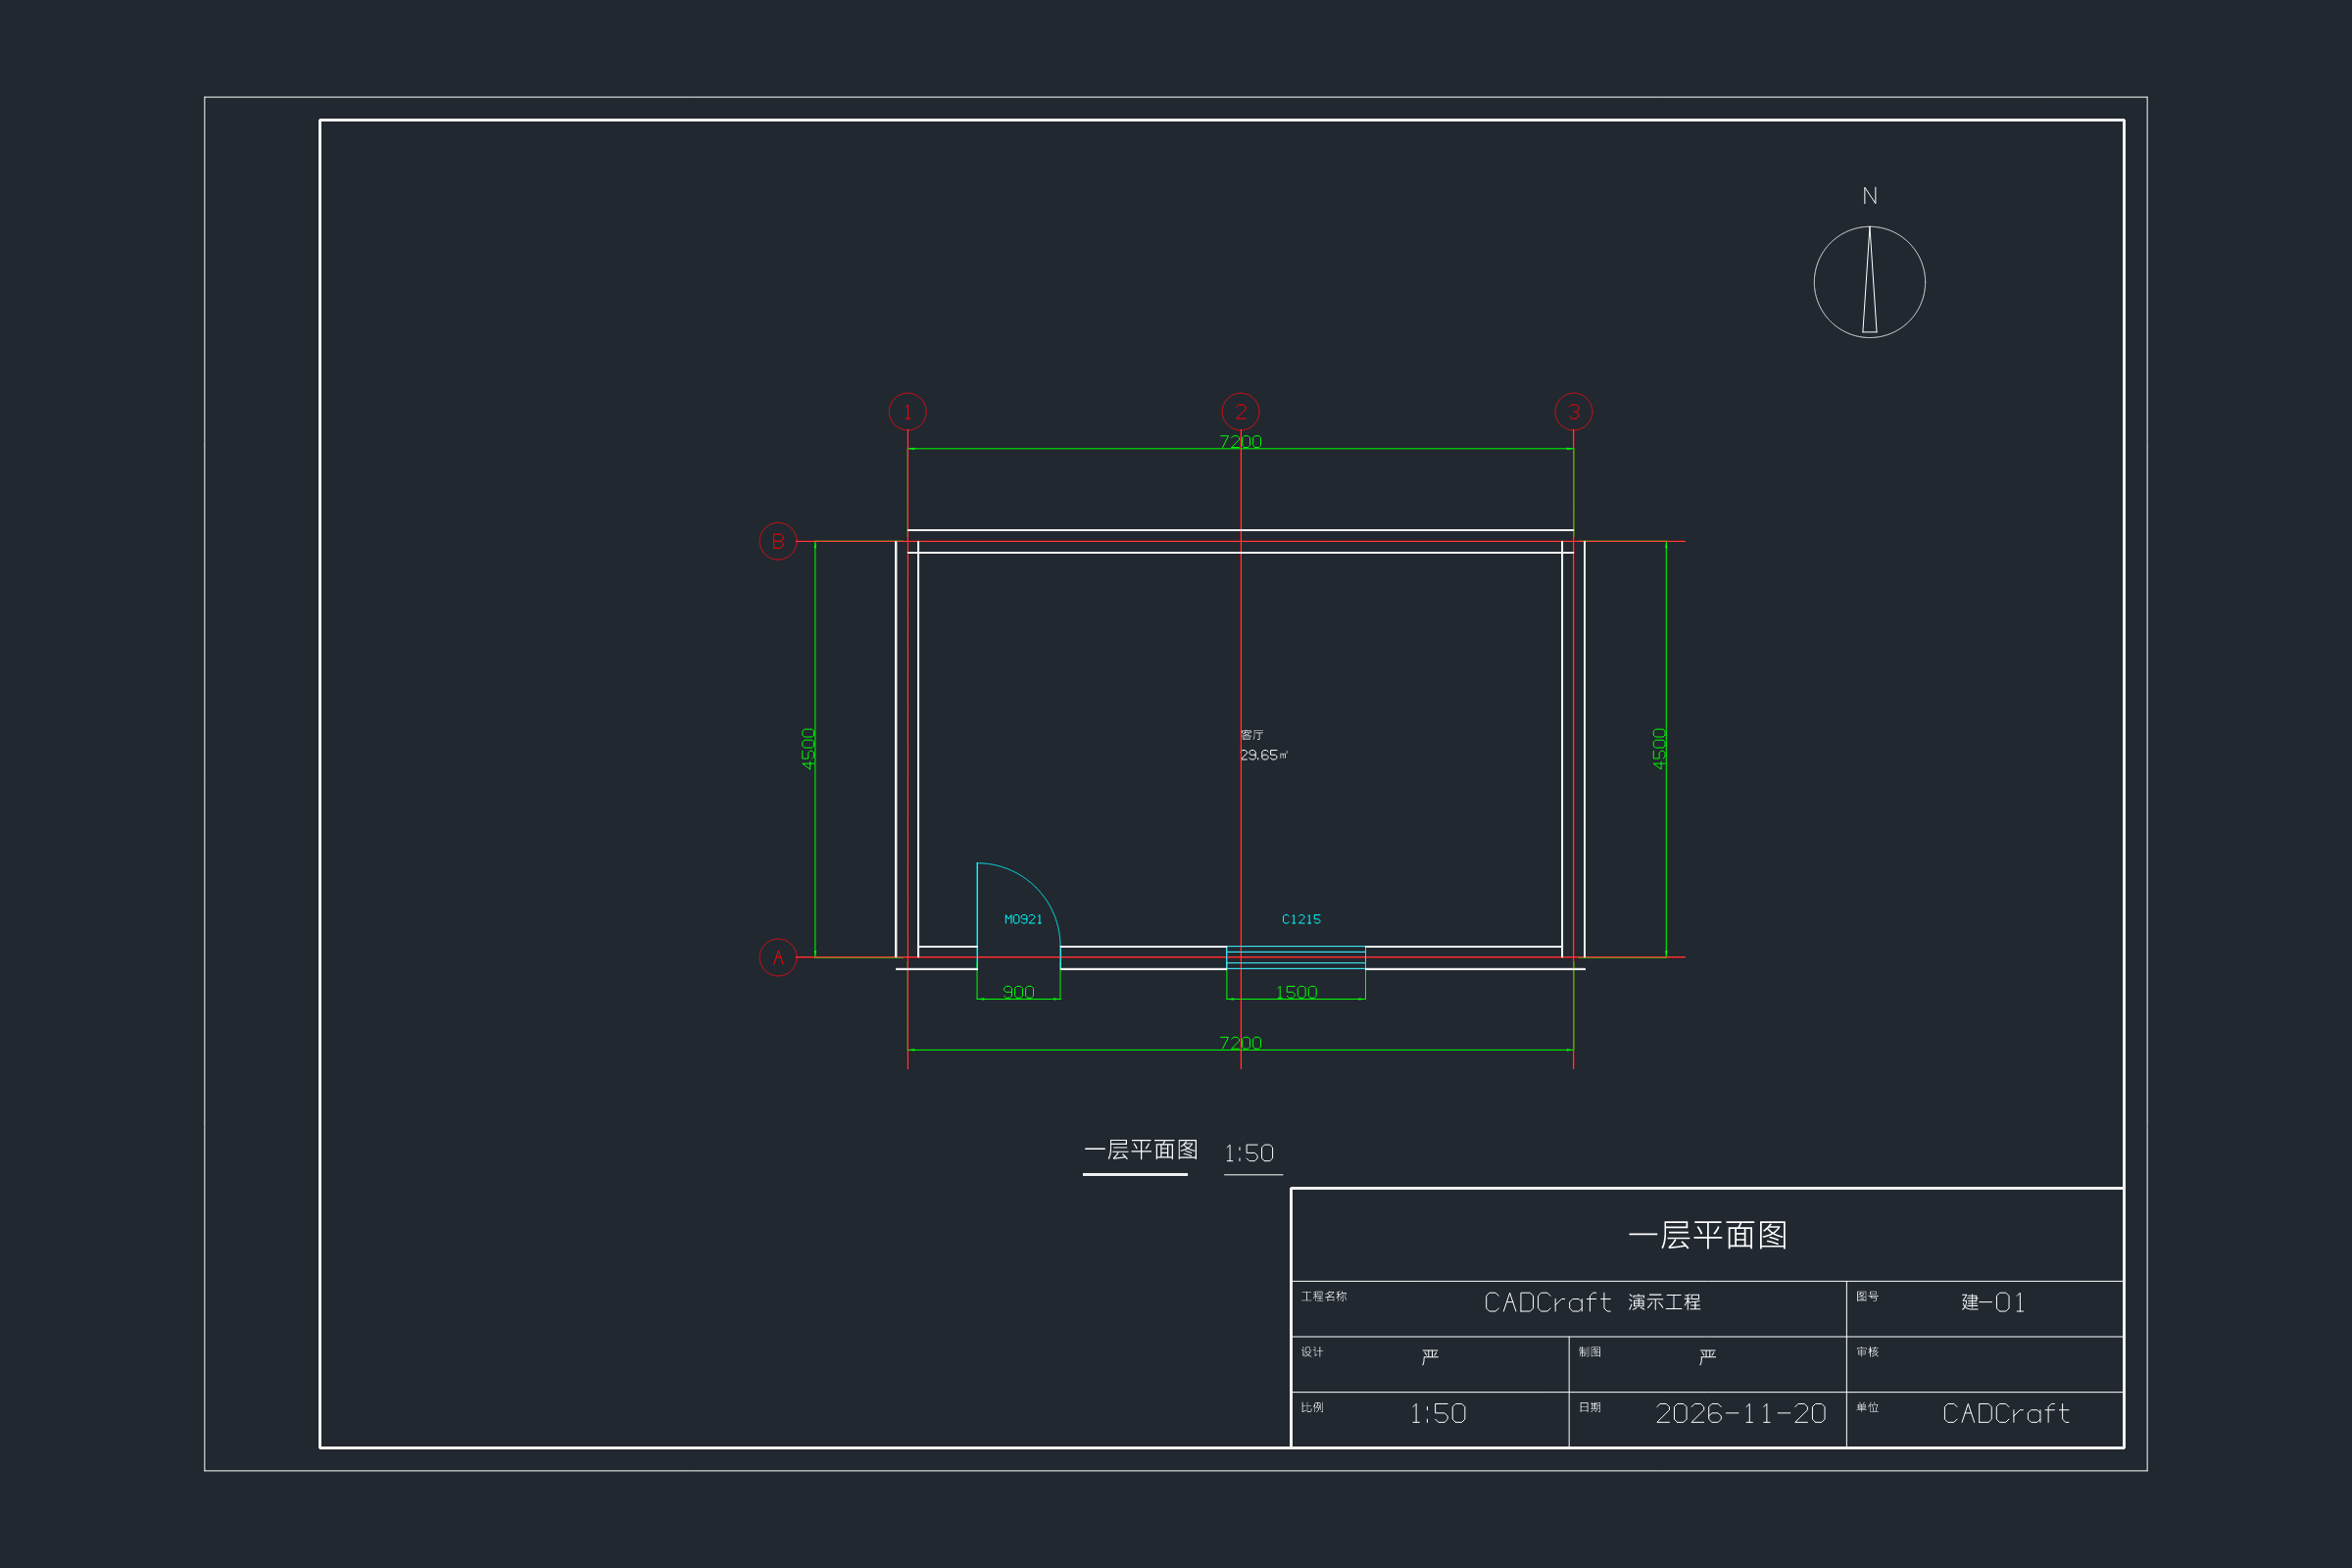 N
1 2 3
7200
B
4500 4500
客厅
29.65㎡
M0921 C1215
A
900 1500
7200
一层平面图 1:50
一层平面图
工程名称 CADCraft 演示工程 图号 建-01
设计 严 制图 严 审核
比例 1:50 日期 2026-11-20 单位 CADCraft